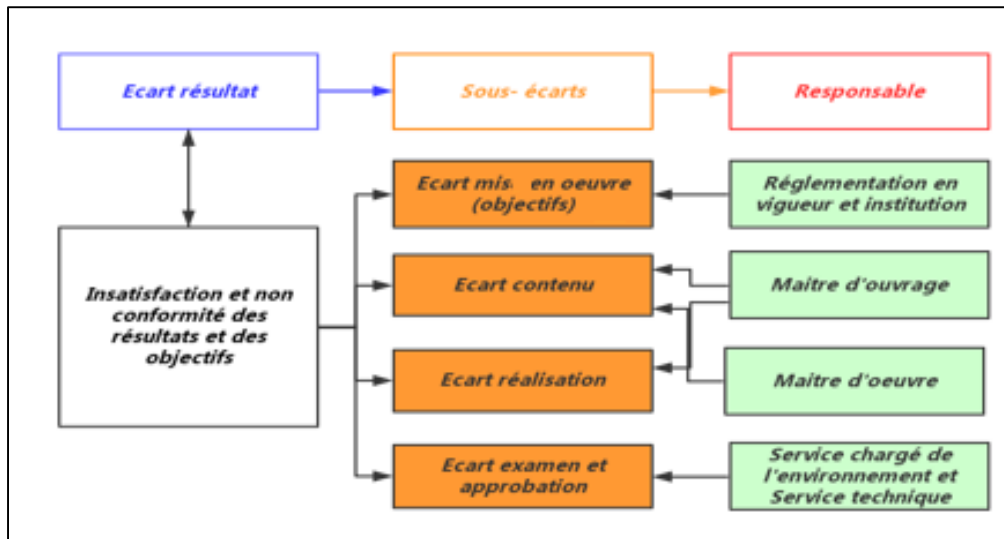 Ecart résultat
Sous- écarts
Responsable
Insatisfaction et non
conformité des
résultats et des
objectifs
Ecart mis en oeuvre
(objectifs)
Ecart contenu
Ecart réalisation
Ecart examen et
approbation
Réglementation en
vigueur et institution
Maitre d'ouvrage
Maitre d'oeuvre
Service chargé de
l'environnement et
Service technique